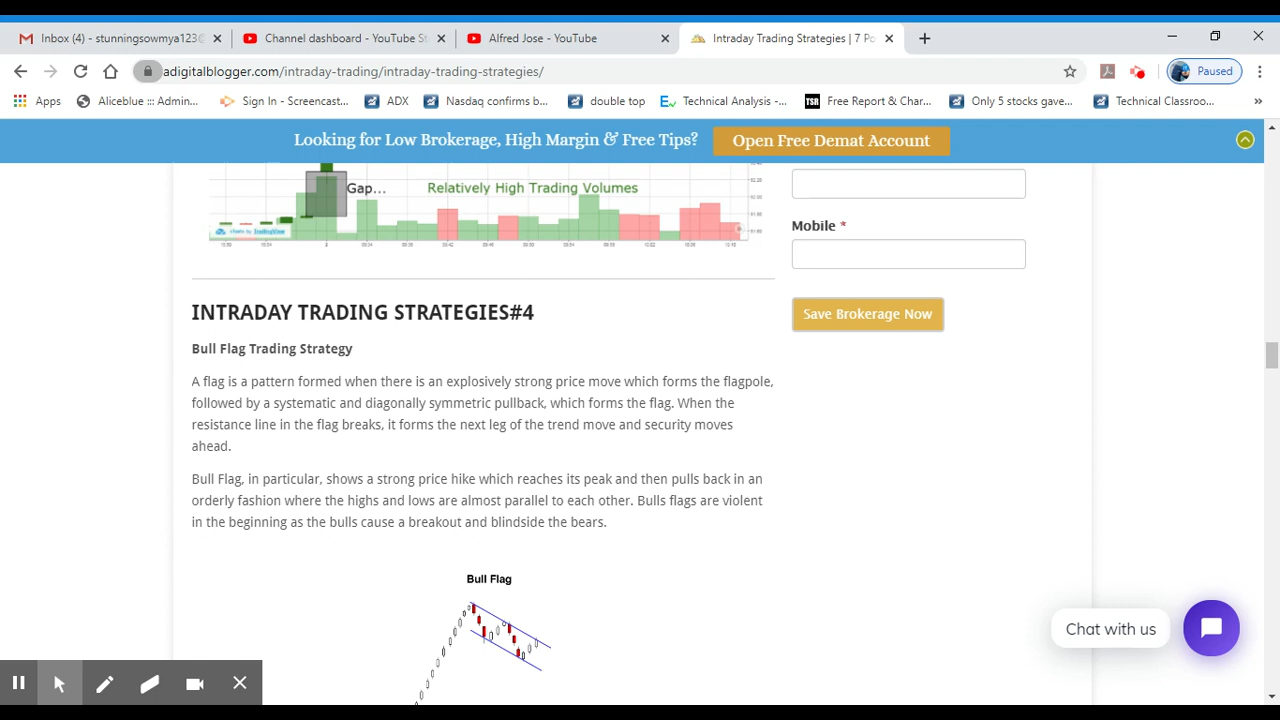 Inbox (4) - stunningsowmya123@
Channel dashboard - YouTube St
Alfred Jose - YouTube
Intraday Trading Strategies | 7 Po
adigitalblogger.com/intraday-trading/intraday-trading-strategies/
Paused
Apps
Aliceblue ::: Admin...
Sign In - Screencast...
ADX
Nasdaq confirms b...
double top
Technical Analysis -...
TSR
Free Report & Char...
Only 5 stocks gave...
Technical Classroo...
Looking for Low Brokerage, High Margin & Free Tips?
Open Free Demat Account
Gap...
Relatively High Trading Volumes
Mobile *
Save Brokerage Now
INTRADAY TRADING STRATEGIES#4
Bull Flag Trading Strategy
A flag is a pattern formed when there is an explosively strong price move which forms the flagpole,
followed by a systematic and diagonally symmetric pullback, which forms the flag. When the
resistance line in the flag breaks, it forms the next leg of the trend move and security moves
ahead.
Bull Flag, in particular, shows a strong price hike which reaches its peak and then pulls back in an
orderly fashion where the highs and lows are almost parallel to each other. Bulls flags are violent
in the beginning as the bulls cause a breakout and blindside the bears.
Bull Flag
Chat with us